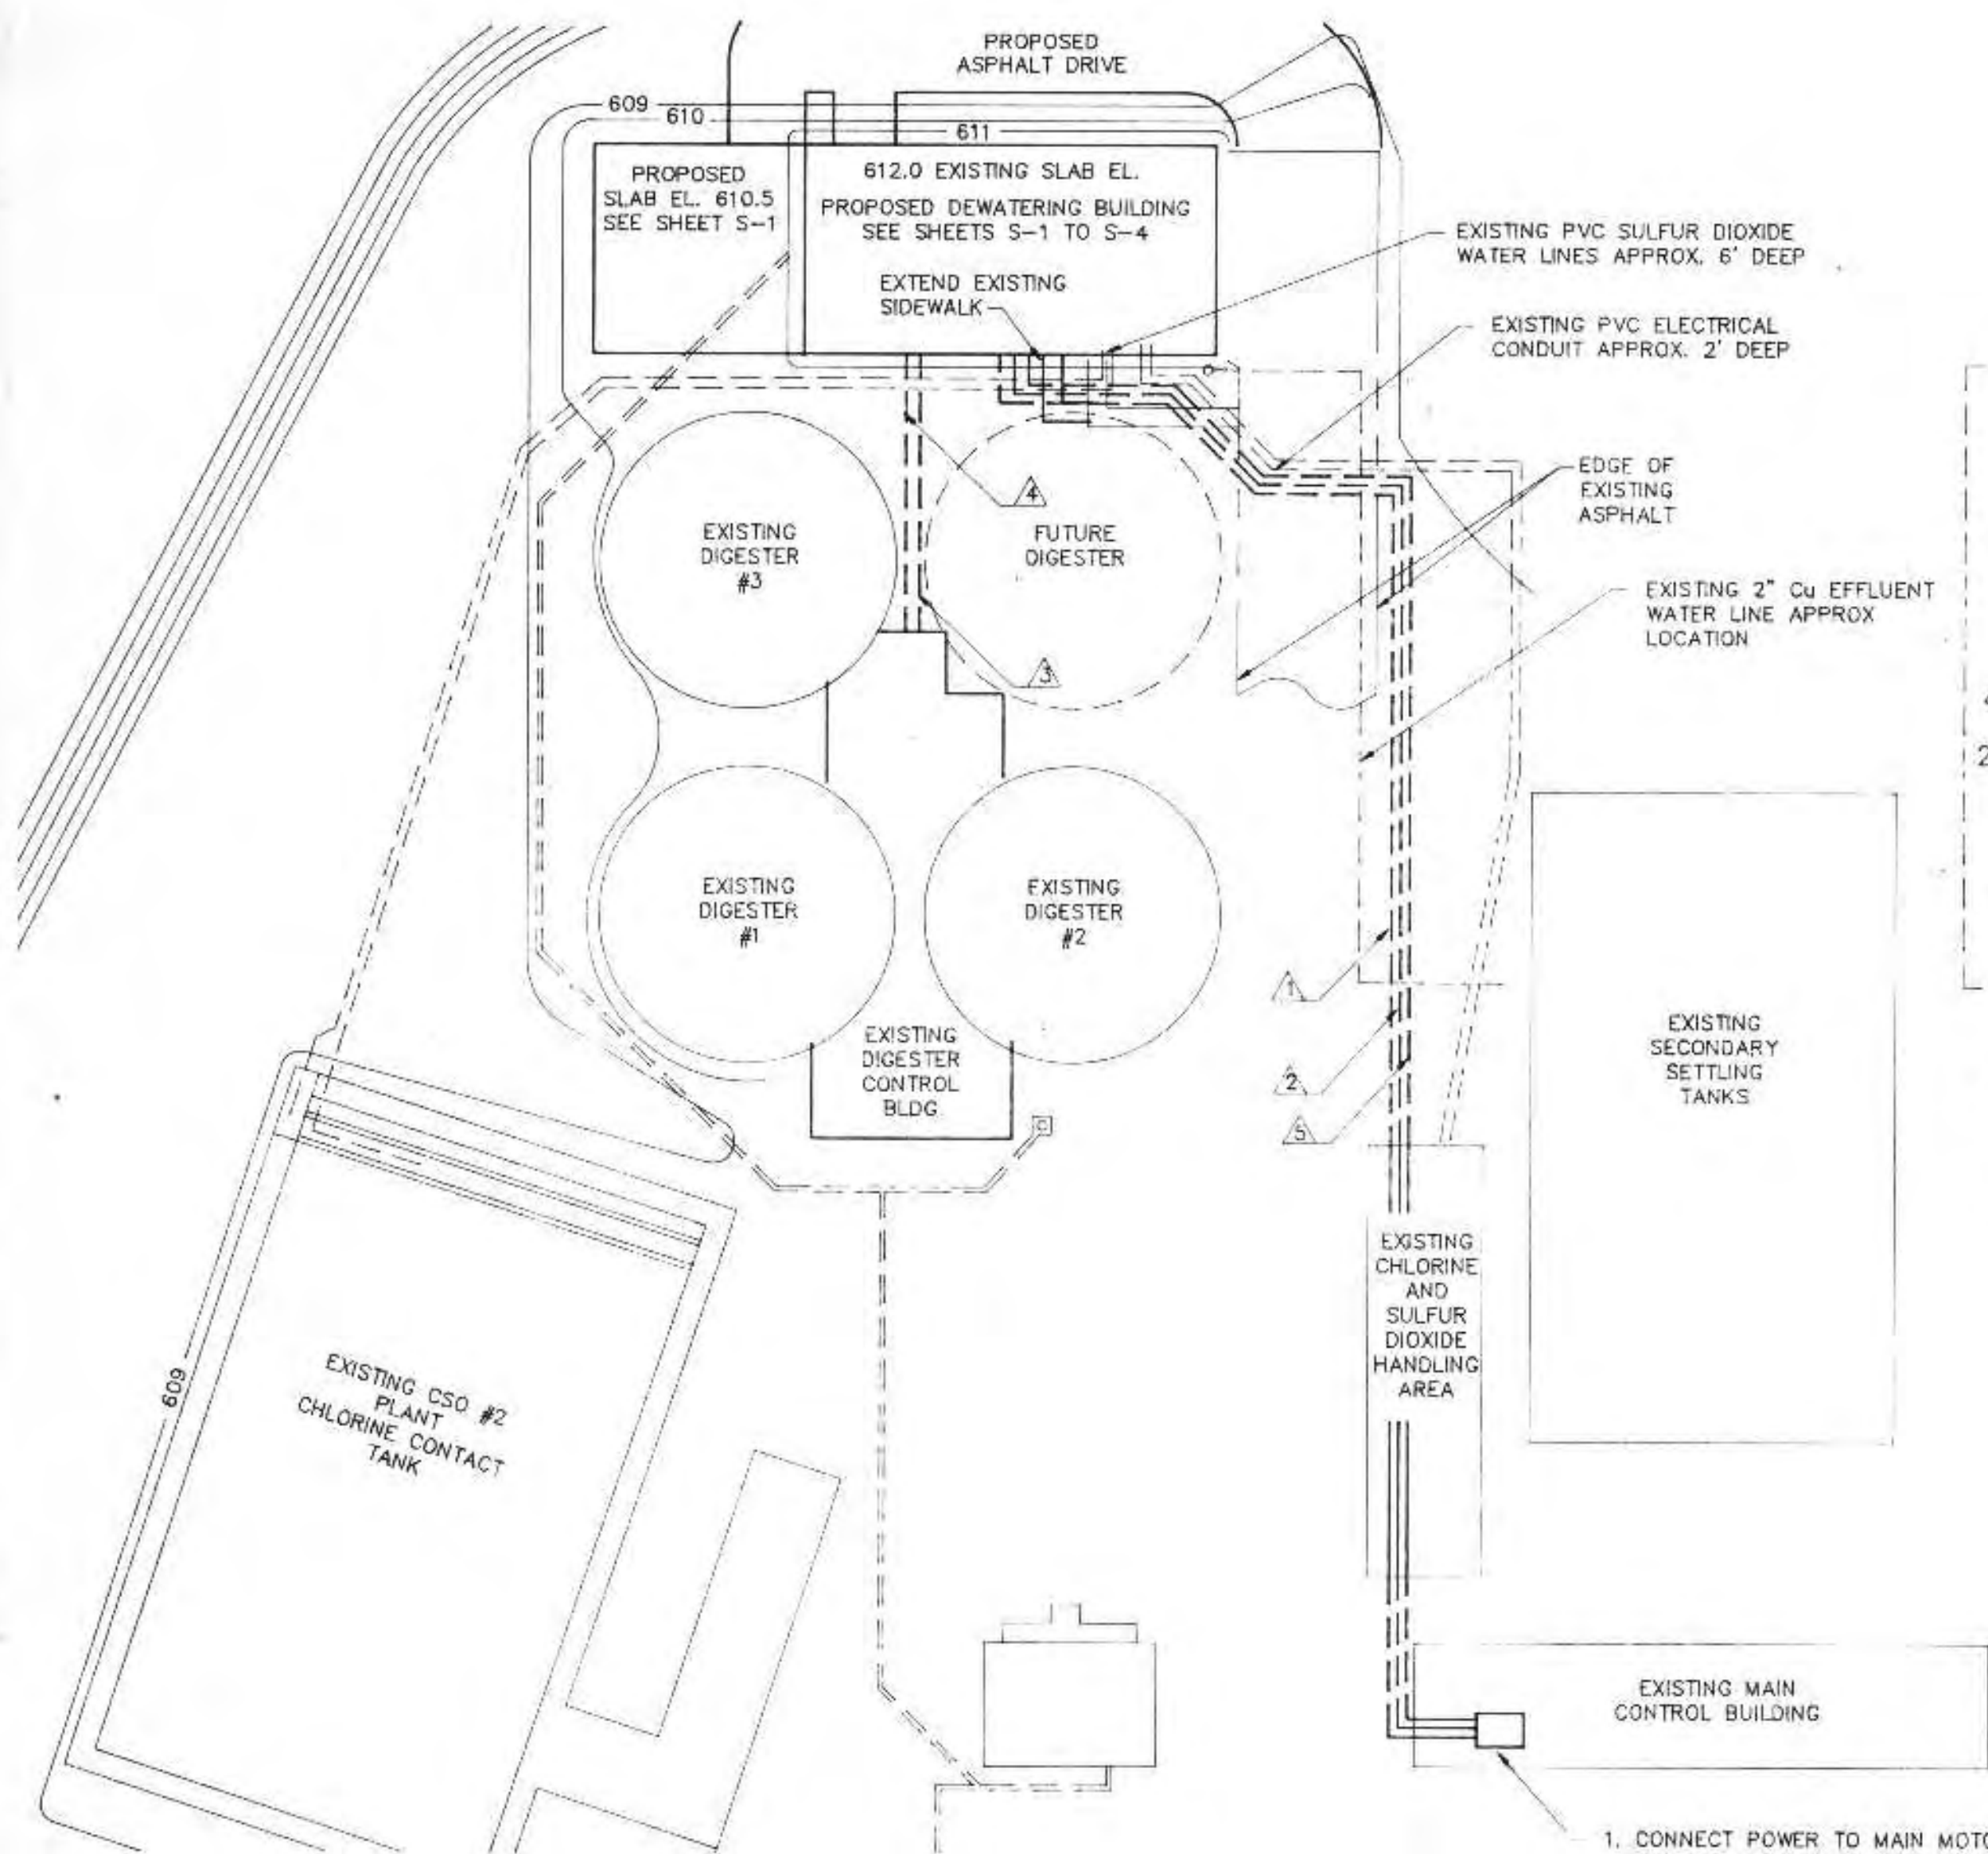 PROPOSED
ASPHALT DRIVE
609
610
611
PROPOSED
SLAB EL. 610.5
SEE SHEET S-1
612.0 EXISTING SLAB EL.
PROPOSED DEWATERING BUILDING
SEE SHEETS S-1 TO S-4
EXTEND EXISTING
SIDEWALK
EXISTING PVC SULFUR DIOXIDE
WATER LINES APPROX. 6' DEEP
EXISTING PVC ELECTRICAL
CONDUIT APPROX. 2' DEEP
EDGE OF
EXISTING
ASPHALT
4
EXISTING
DIGESTER
#3
FUTURE
DIGESTER
EXISTING 2" Cu EFFLUENT
WATER LINE APPROX
LOCATION
3
2
EXISTING
DIGESTER
#1
EXISTING
DIGESTER
#2
1
2
5
EXISTING
DIGESTER
CONTROL
BLDG
EXISTING
SECONDARY
SETTLING
TANKS
EXISTING
CHLORINE
AND
SULFUR
DIOXIDE
HANDLING
AREA
609
EXISTING CSO #2
PLANT
CHLORINE CONTACT
TANK
EXISTING MAIN
CONTROL BUILDING
1. CONNECT POWER TO MAIN MOTO